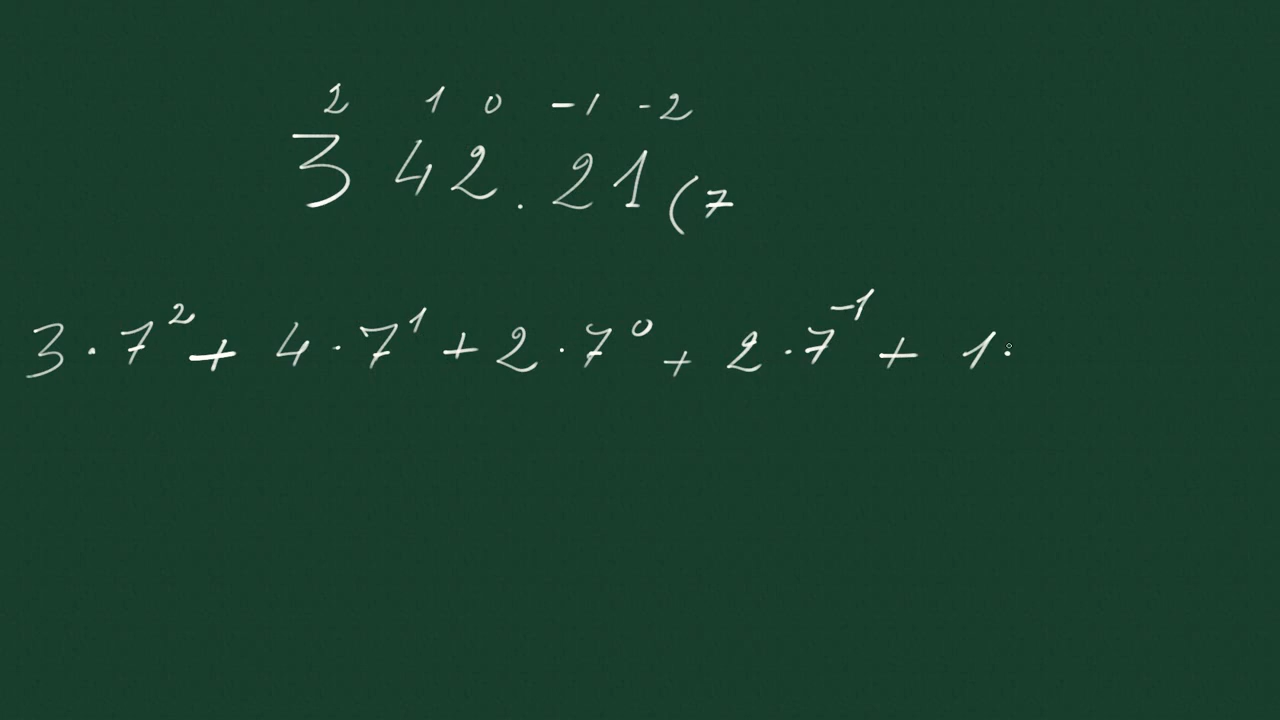 2 1 0 -1 -2
342.21(7
3·7² + 4·7¹ + 2·7⁰ + 2·7⁻¹ + 1·